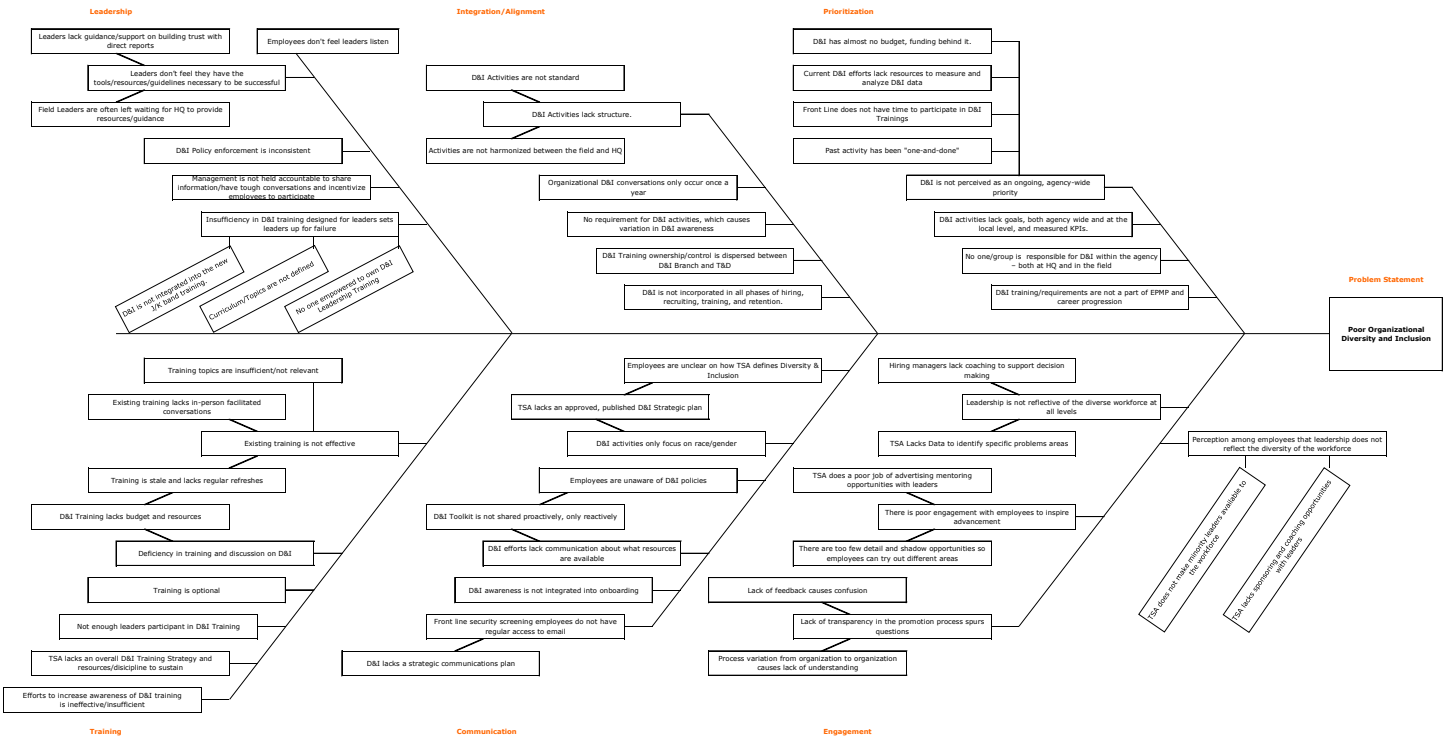 Leadership
Leaders lack guidance/support on building trust with
direct reports
Employees don't feel leaders listen
Leaders don't feel they have the
tools/resources/guidelines necessary to be successful
Field Leaders are often left waiting for HQ to provide
resources/guidance
D&I Policy enforcement is inconsistent
Management is not held accountable to share
information/have tough conversations and incentivize
employees to participate
Insufficiency in D&I training designed for leaders sets
leaders up for failure
D&I is not integrated into the new
J/K band training.
Curriculum/Topics are not defined
No one empowered to own D&I
Leadership Training
Integration/Alignment
D&I Activities are not standard
D&I Activities lack structure.
Activities are not harmonized between the field and HQ
Organizational D&I conversations only occur once a
year
No requirement for D&I activities, which causes
variation in D&I awareness
D&I Training ownership/control is dispersed between
D&I Branch and T&D
D&I is not incorporated in all phases of hiring,
recruiting, training, and retention.
Prioritization
D&I has almost no budget, funding behind it.
Current D&I efforts lack resources to measure and
analyze D&I data
Front Line does not have time to participate in D&I
Trainings
Past activity has been "one-and-done"
D&I is not perceived as an ongoing, agency-wide
priority
D&I activities lack goals, both agency wide and at the
local level, and measured KPIs.
No one/group is  responsible for D&I within the agency
– both at HQ and in the field
D&I training/requirements are not a part of EPMP and
career progression
Problem Statement
Poor Organizational
Diversity and Inclusion
Training topics are insufficient/not relevant
Existing training lacks in-person facilitated
conversations
Existing training is not effective
Training is stale and lacks regular refreshes
D&I Training lacks budget and resources
Deficiency in training and discussion on D&I
Training is optional
Not enough leaders participant in D&I Training
TSA lacks an overall D&I Training Strategy and
resources/disicipline to sustain
Efforts to increase awareness of D&I training
is ineffective/insufficient
Training
Employees are unclear on how TSA defines Diversity &
Inclusion
TSA lacks an approved, published D&I Strategic plan
D&I activities only focus on race/gender
Employees are unaware of D&I policies
D&I Toolkit is not shared proactively, only reactively
D&I efforts lack communication about what resources
are available
D&I awareness is not integrated into onboarding
Front line security screening employees do not have
regular access to email
D&I lacks a strategic communications plan
Communication
Hiring managers lack coaching to support decision
making
Leadership is not reflective of the diverse workforce at
all levels
TSA Lacks Data to identify specific problems areas
Perception among employees that leadership does not
reflect the diversity of the workforce
TSA does not make minority leaders available to
the workforce
TSA lacks sponsoring and coaching opportunities
with leaders
TSA does a poor job of advertising mentoring
opportunities with leaders
There is poor engagement with employees to inspire
advancement
There are too few detail and shadow opportunities so
employees can try out different areas
Lack of feedback causes confusion
Lack of transparency in the promotion process spurs
questions
Process variation from organization to organization
causes lack of understanding
Engagement